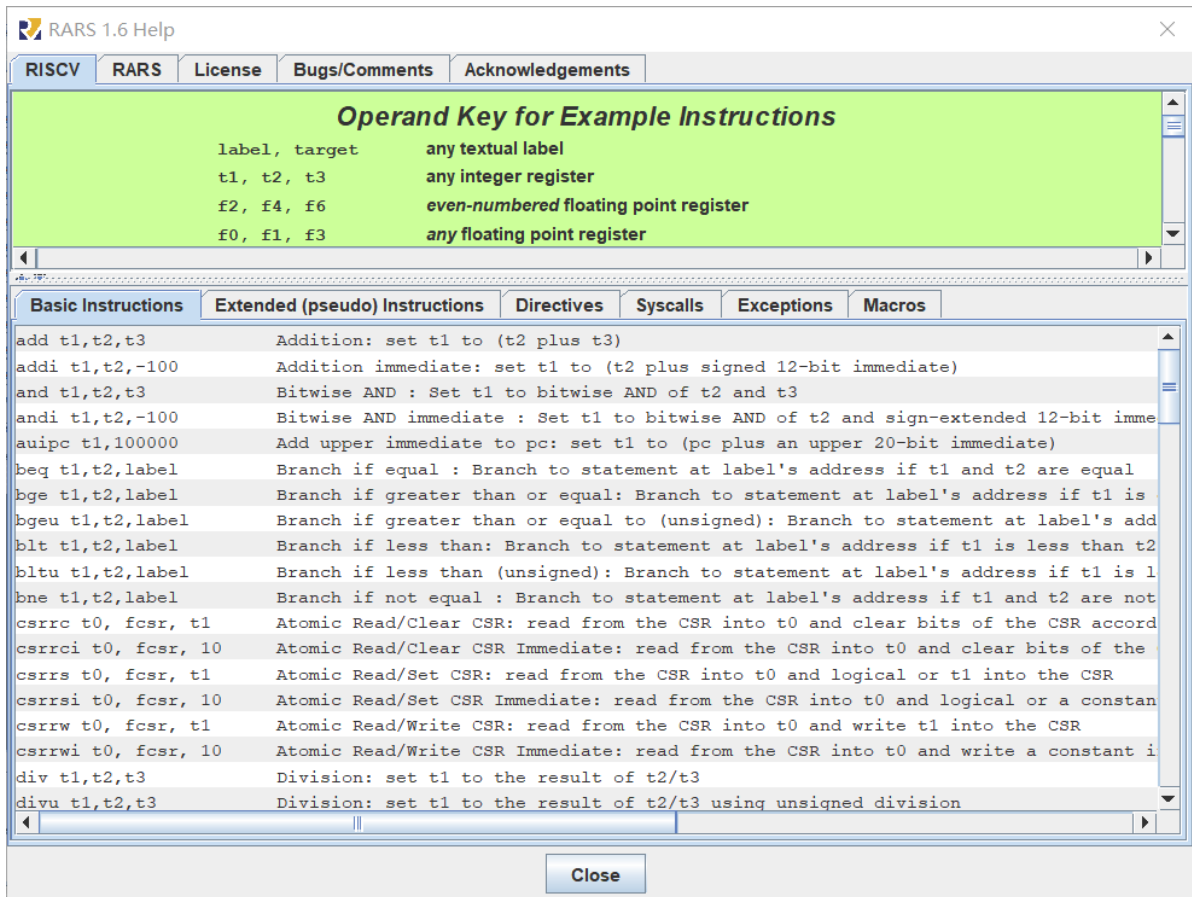 RARS 1.6 Help
RISCV RARS License Bugs/Comments Acknowledgements
Operand Key for Example Instructions
label, target any textual label
t1, t2, t3 any integer register
f2, f4, f6 even-numbered floating point register
f0, f1, f3 any floating point register
Basic Instructions Extended (pseudo) Instructions Directives Syscalls Exceptions Macros
add t1,t2,t3 Addition: set t1 to (t2 plus t3)
addi t1,t2,-100 Addition immediate: set t1 to (t2 plus signed 12-bit immediate)
and t1,t2,t3 Bitwise AND : Set t1 to bitwise AND of t2 and t3
andi t1,t2,-100 Bitwise AND immediate : Set t1 to bitwise AND of t2 and sign-extended 12-bit imme
auipc t1,100000 Add upper immediate to pc: set t1 to (pc plus an upper 20-bit immediate)
beq t1,t2,label Branch if equal : Branch to statement at label's address if t1 and t2 are equal
bge t1,t2,label Branch if greater than or equal: Branch to statement at label's address if t1 is
bgeu t1,t2,label Branch if greater than or equal to (unsigned): Branch to statement at label's add
blt t1,t2,label Branch if less than: Branch to statement at label's address if t1 is less than t2
bltu t1,t2,label Branch if less than (unsigned): Branch to statement at label's address if t1 is l
bne t1,t2,label Branch if not equal : Branch to statement at label's address if t1 and t2 are not
csrrc t0, fcsr, t1 Atomic Read/Clear CSR: read from the CSR into t0 and clear bits of the CSR accord
csrrci t0, fcsr, 10 Atomic Read/Clear CSR Immediate: read from the CSR into t0 and clear bits of the
csrrs t0, fcsr, t1 Atomic Read/Set CSR: read from the CSR into t0 and logical or t1 into the CSR
csrrsi t0, fcsr, 10 Atomic Read/Set CSR Immediate: read from the CSR into t0 and logical or a constan
csrrw t0, fcsr, t1 Atomic Read/Write CSR: read from the CSR into t0 and write t1 into the CSR
csrrwi t0, fcsr, 10 Atomic Read/Write CSR Immediate: read from the CSR into t0 and write a constant i
div t1,t2,t3 Division: set t1 to the result of t2/t3
divu t1,t2,t3 Division: set t1 to the result of t2/t3 using unsigned division
Close